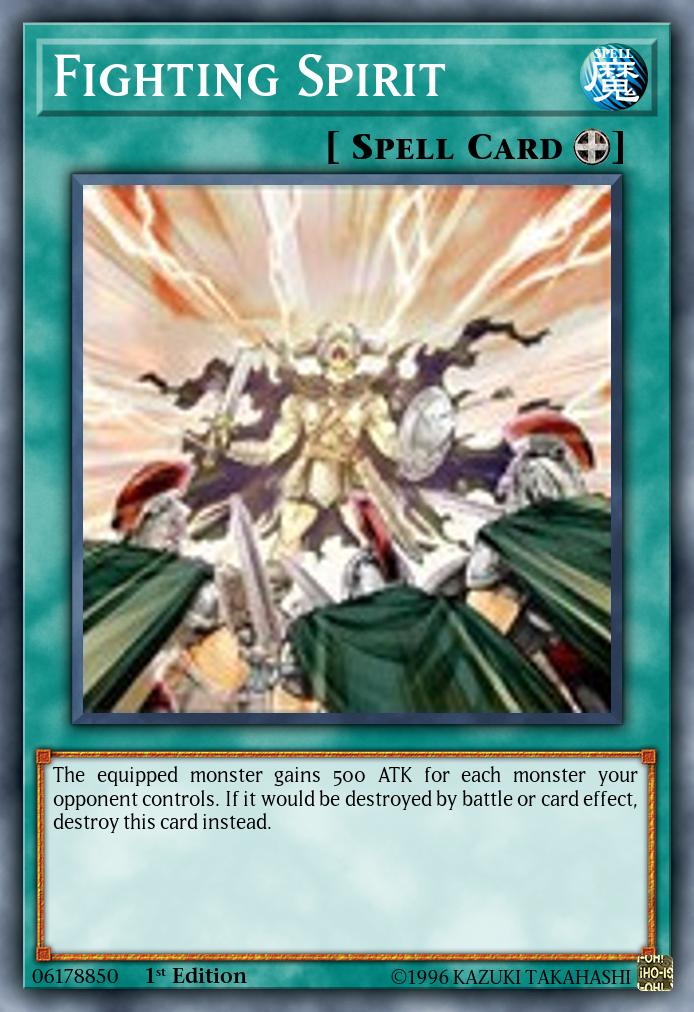 Fighting Spirit
SPELL
魔
[ Spell Card ]
The equipped monster gains 500 ATK for each monster your
opponent controls. If it would be destroyed by battle or card effect,
destroy this card instead.
06178850 1st Edition ©1996 KAZUKI TAKAHASHI